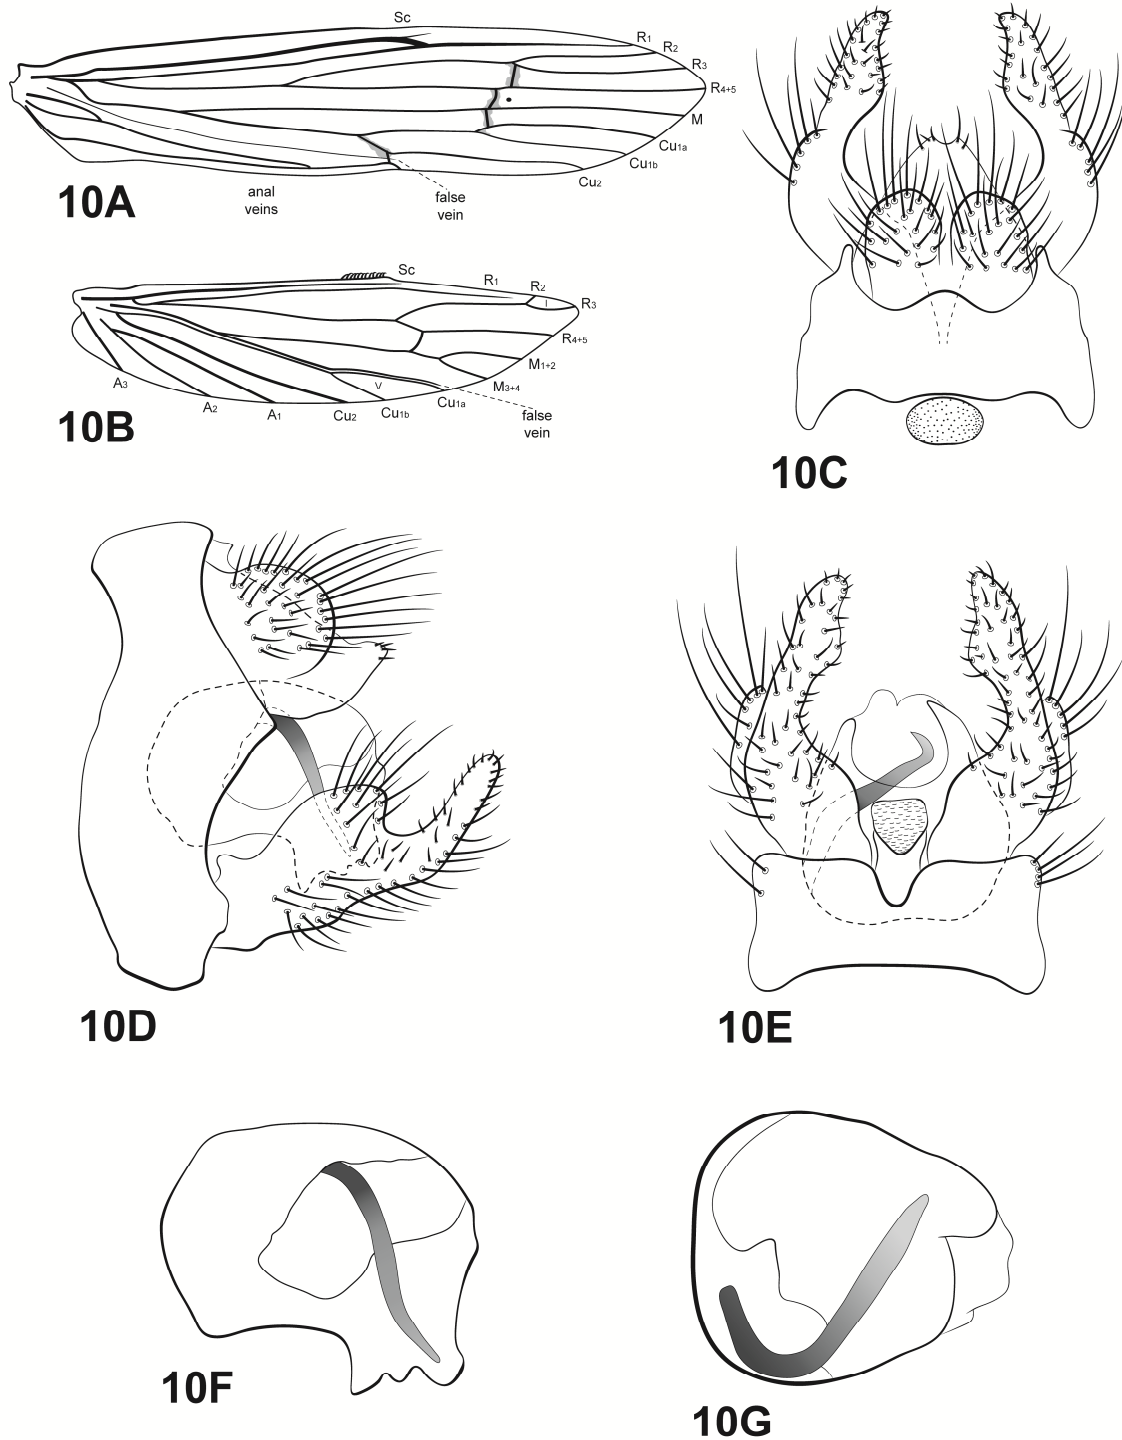 Sc
R1
R2
R3
R4+5
M
Cu1a
Cu1b
Cu2
anal
veins
false
vein
10A
Sc
R1
R2
I
R3
R4+5
M1+2
M3+4
V
Cu1a
Cu1b
Cu2
A1
A2
A3
false
vein
10B
10C
10D
10E
10F
10G